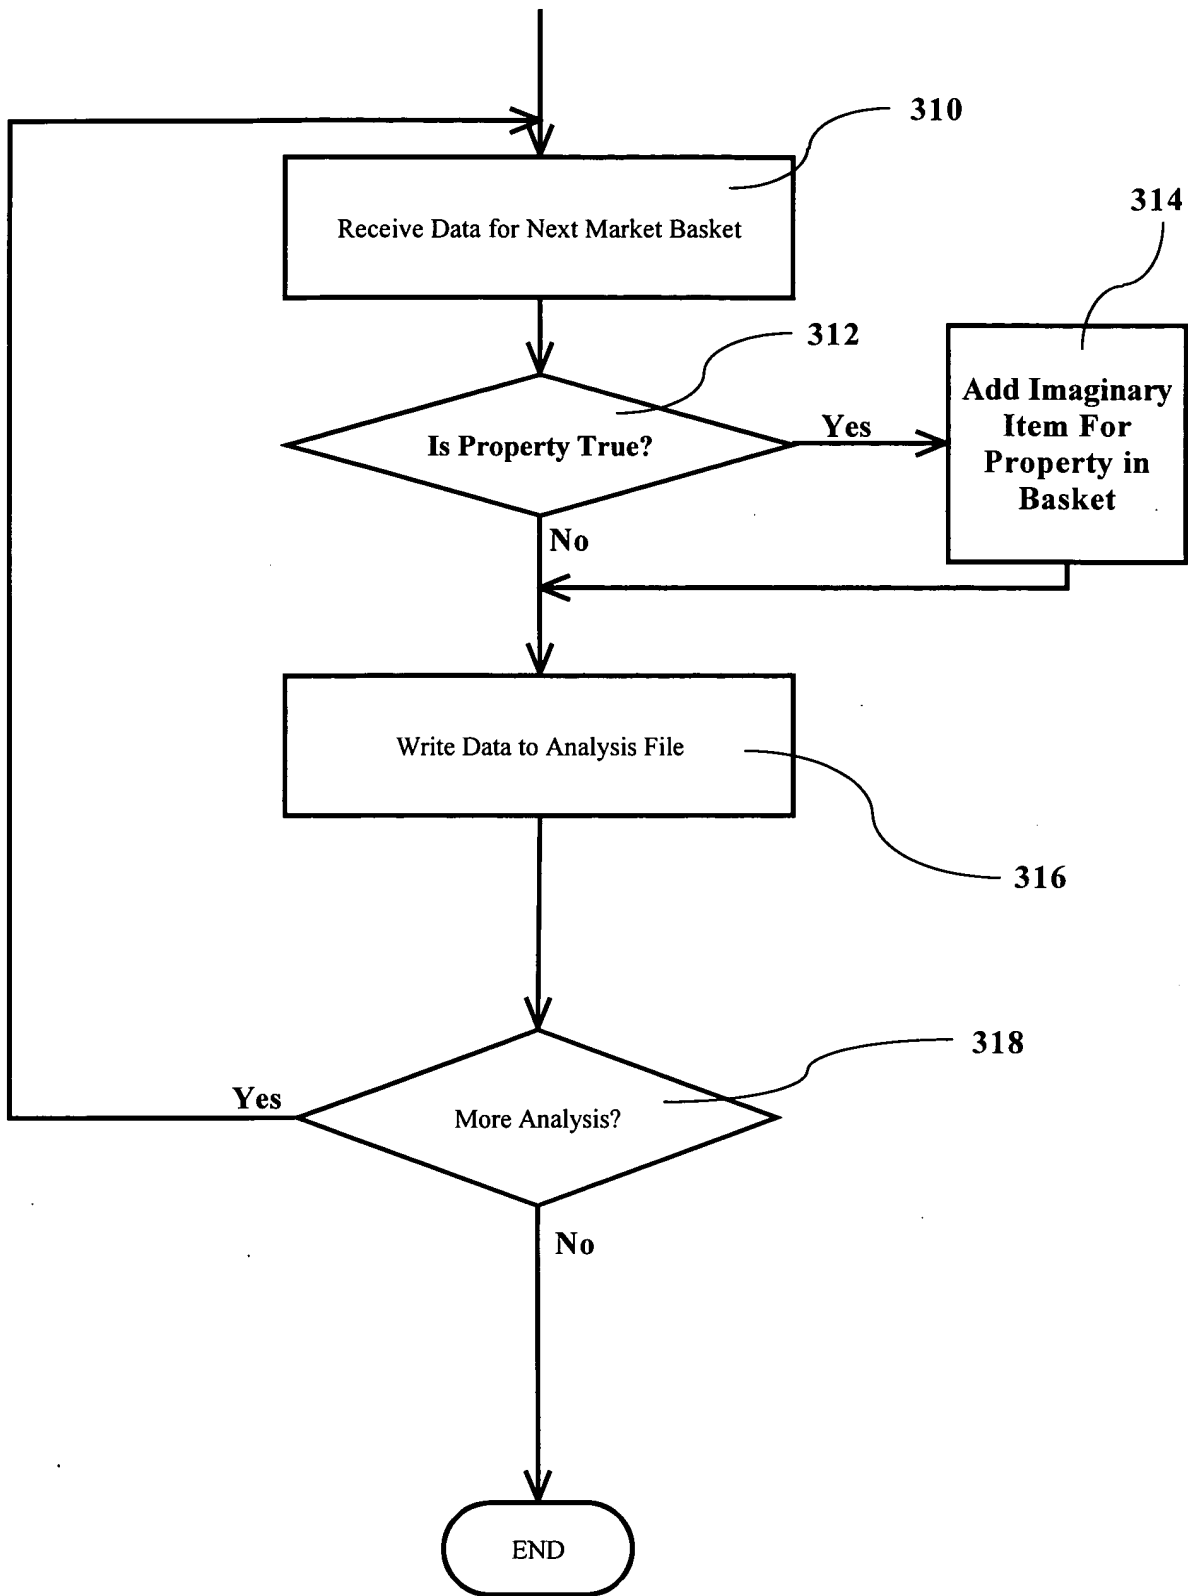 310
Receive Data for Next Market Basket
314
312
Is Property True?
Yes
Add Imaginary
Item For
Property in
Basket
No
Write Data to Analysis File
316
318
Yes
More Analysis?
No
END